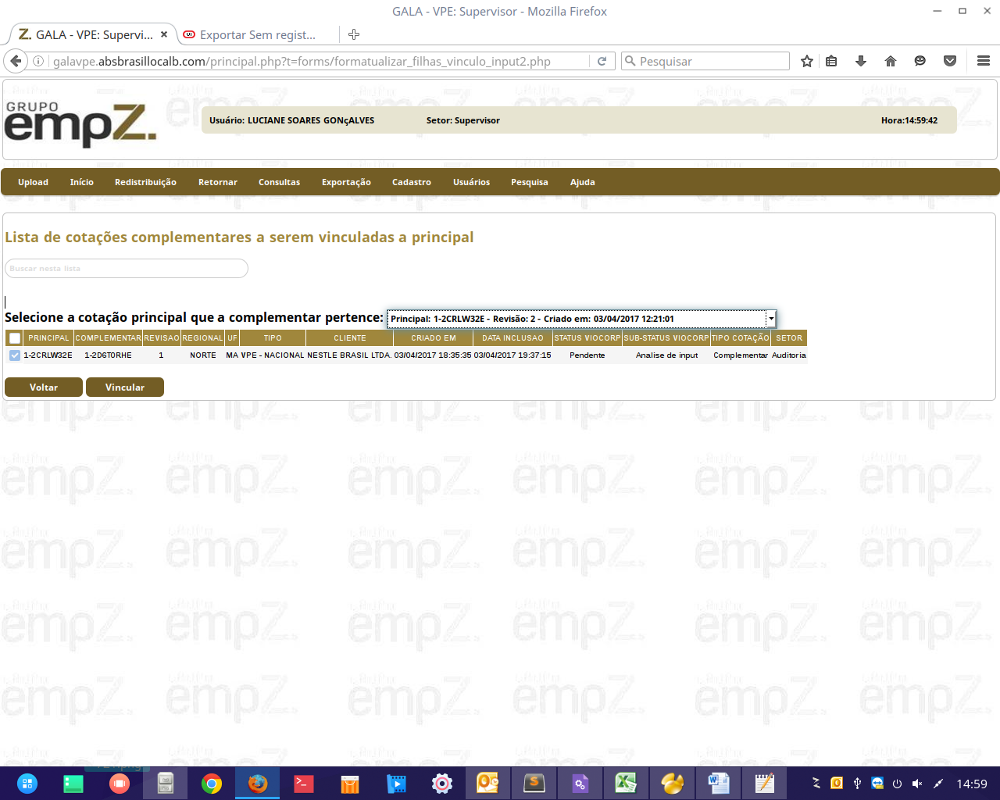 GALA - VPE: Supervisor - Mozilla Firefox
Z. GALA - VPE: Supervi... Exportar Sem regist...
galavpe.absbrasillocalb.com/principal.php?t=forms/formatualizar_filhas_vinculo_input2.php Pesquisar
GRUPO
empZ.
Usuário: LUCIANE SOARES GONçALVES Setor: Supervisor Hora:14:59:42
Upload Início Redistribuição Retornar Consultas Exportação Cadastro Usuários Pesquisa Ajuda
Lista de cotações complementares a serem vinculadas a principal
Buscar nesta lista
Selecione a cotação principal que a complementar pertence: Principal: 1-2CRLW32E - Revisão: 2 - Criado em: 03/04/2017 12:21:01
PRINCIPAL COMPLEMENTAR REVISAO REGIONAL UF TIPO CLIENTE CRIADO EM DATA INCLUSAO STATUS VIOCORP SUB-STATUS VIOCORP TIPO COTAÇÃO SETOR
1-2CRLW32E 1-2D6T0RHE 1 NORTE MA VPE - NACIONAL NESTLE BRASIL LTDA. 03/04/2017 18:35:35 03/04/2017 19:37:15 Pendente Analise de input Complementar Auditoria
Voltar Vincular
14:59